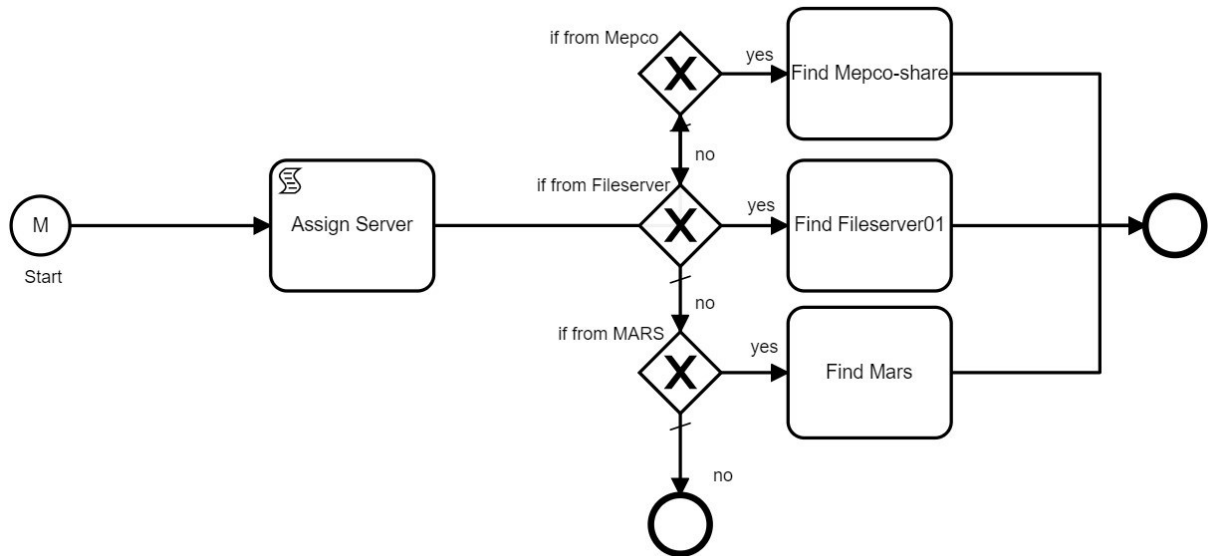 if from Mepco
yes
Find Mepco-share
no
if from Fileserver
M
Start
Assign Server
yes
Find Fileserver01
no
if from MARS
yes
Find Mars
no